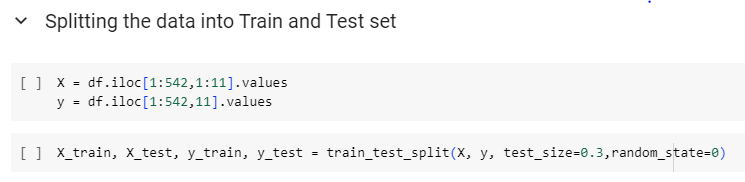 Splitting the data into Train and Test set
[ ] X = df.iloc[1:542,1:11].values
y = df.iloc[1:542,11].values
[ ] X_train, X_test, y_train, y_test = train_test_split(X, y, test_size=0.3,random_state=0)